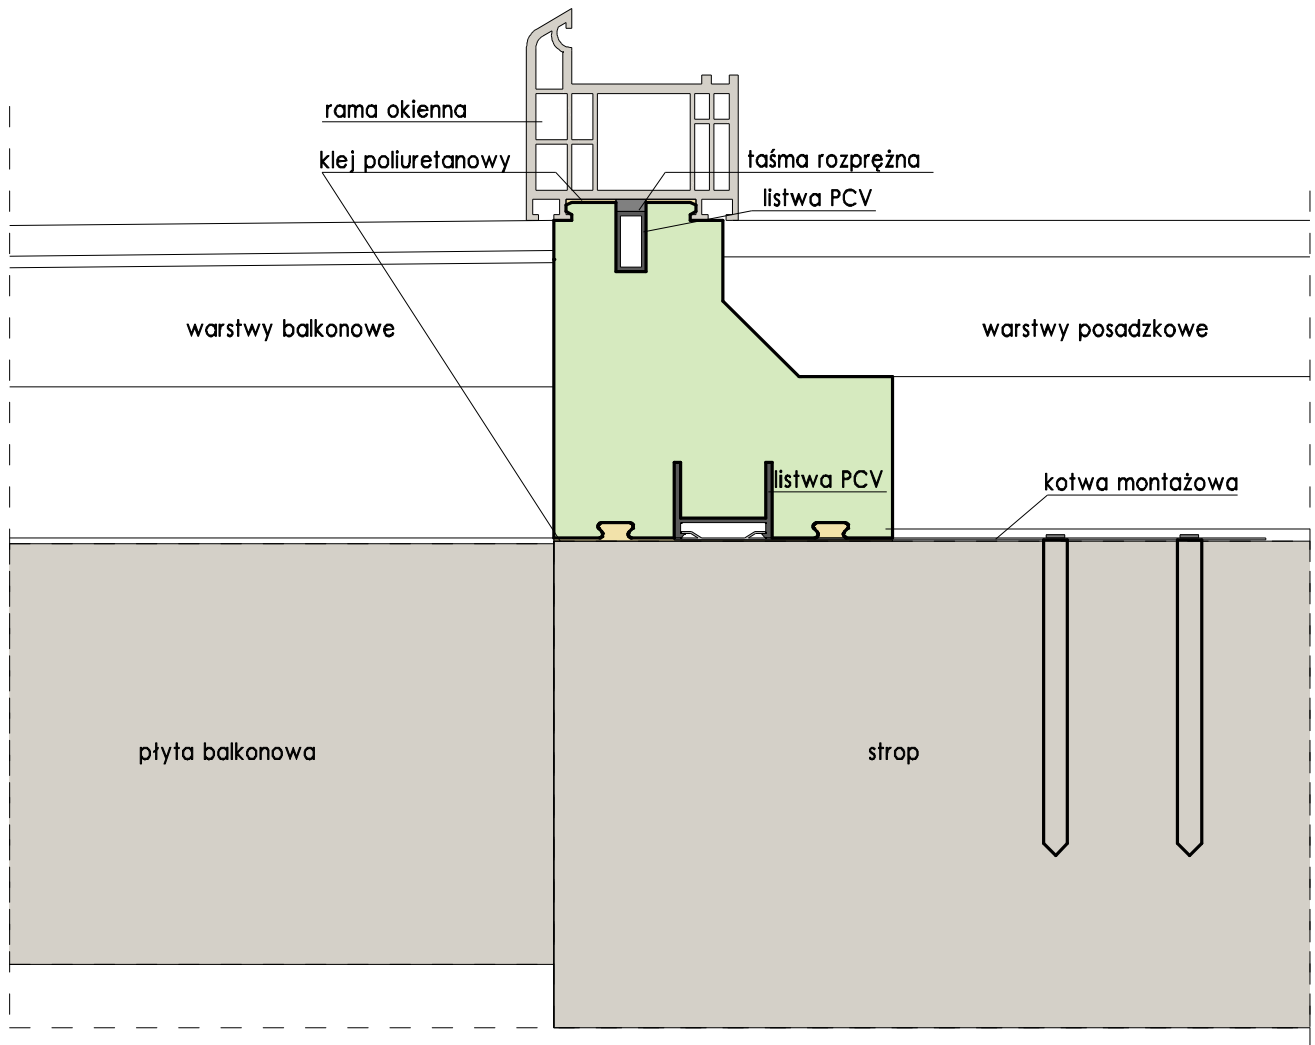 rama okienna
klej poliuretanowy
taśma rozprężna
listwa PCV
warstwy balkonowe
warstwy posadzkowe
listwa PCV
kotwa montażowa
płyta balkonowa
strop